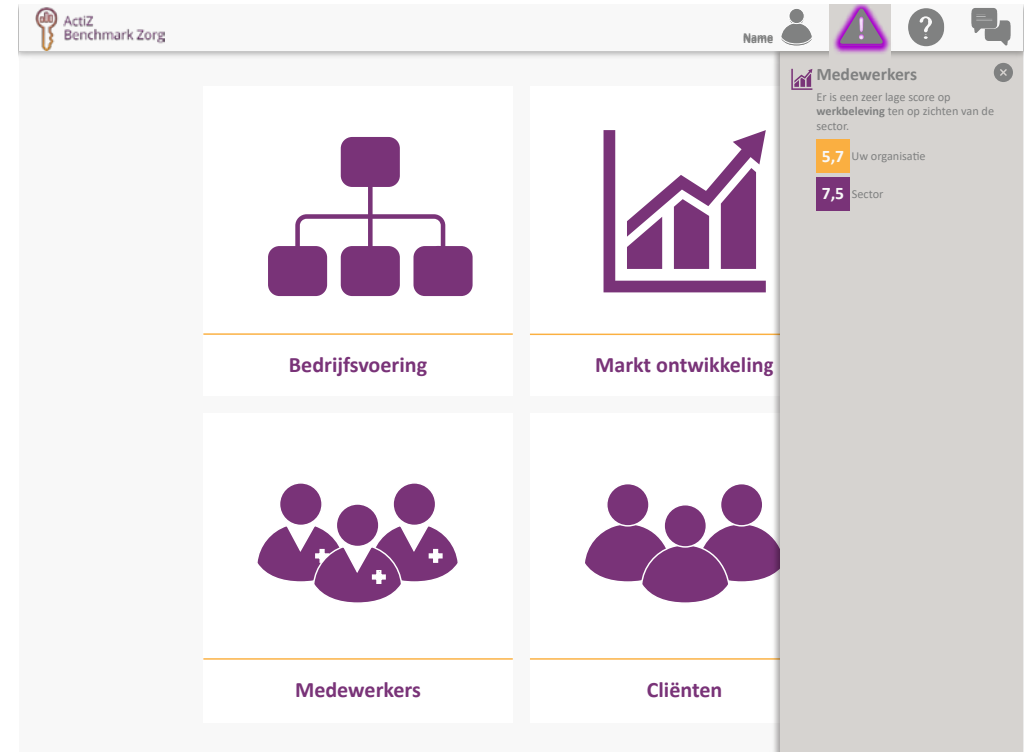 ActiZ
Benchmark Zorg
Name
!
?
Medewerkers
Er is een zeer lage score op
werkbeleving ten op zichten van de
sector.
5,7 Uw organisatie
7,5 Sector
Bedrijfsvoering
Markt ontwikkeling
Medewerkers
Cliënten